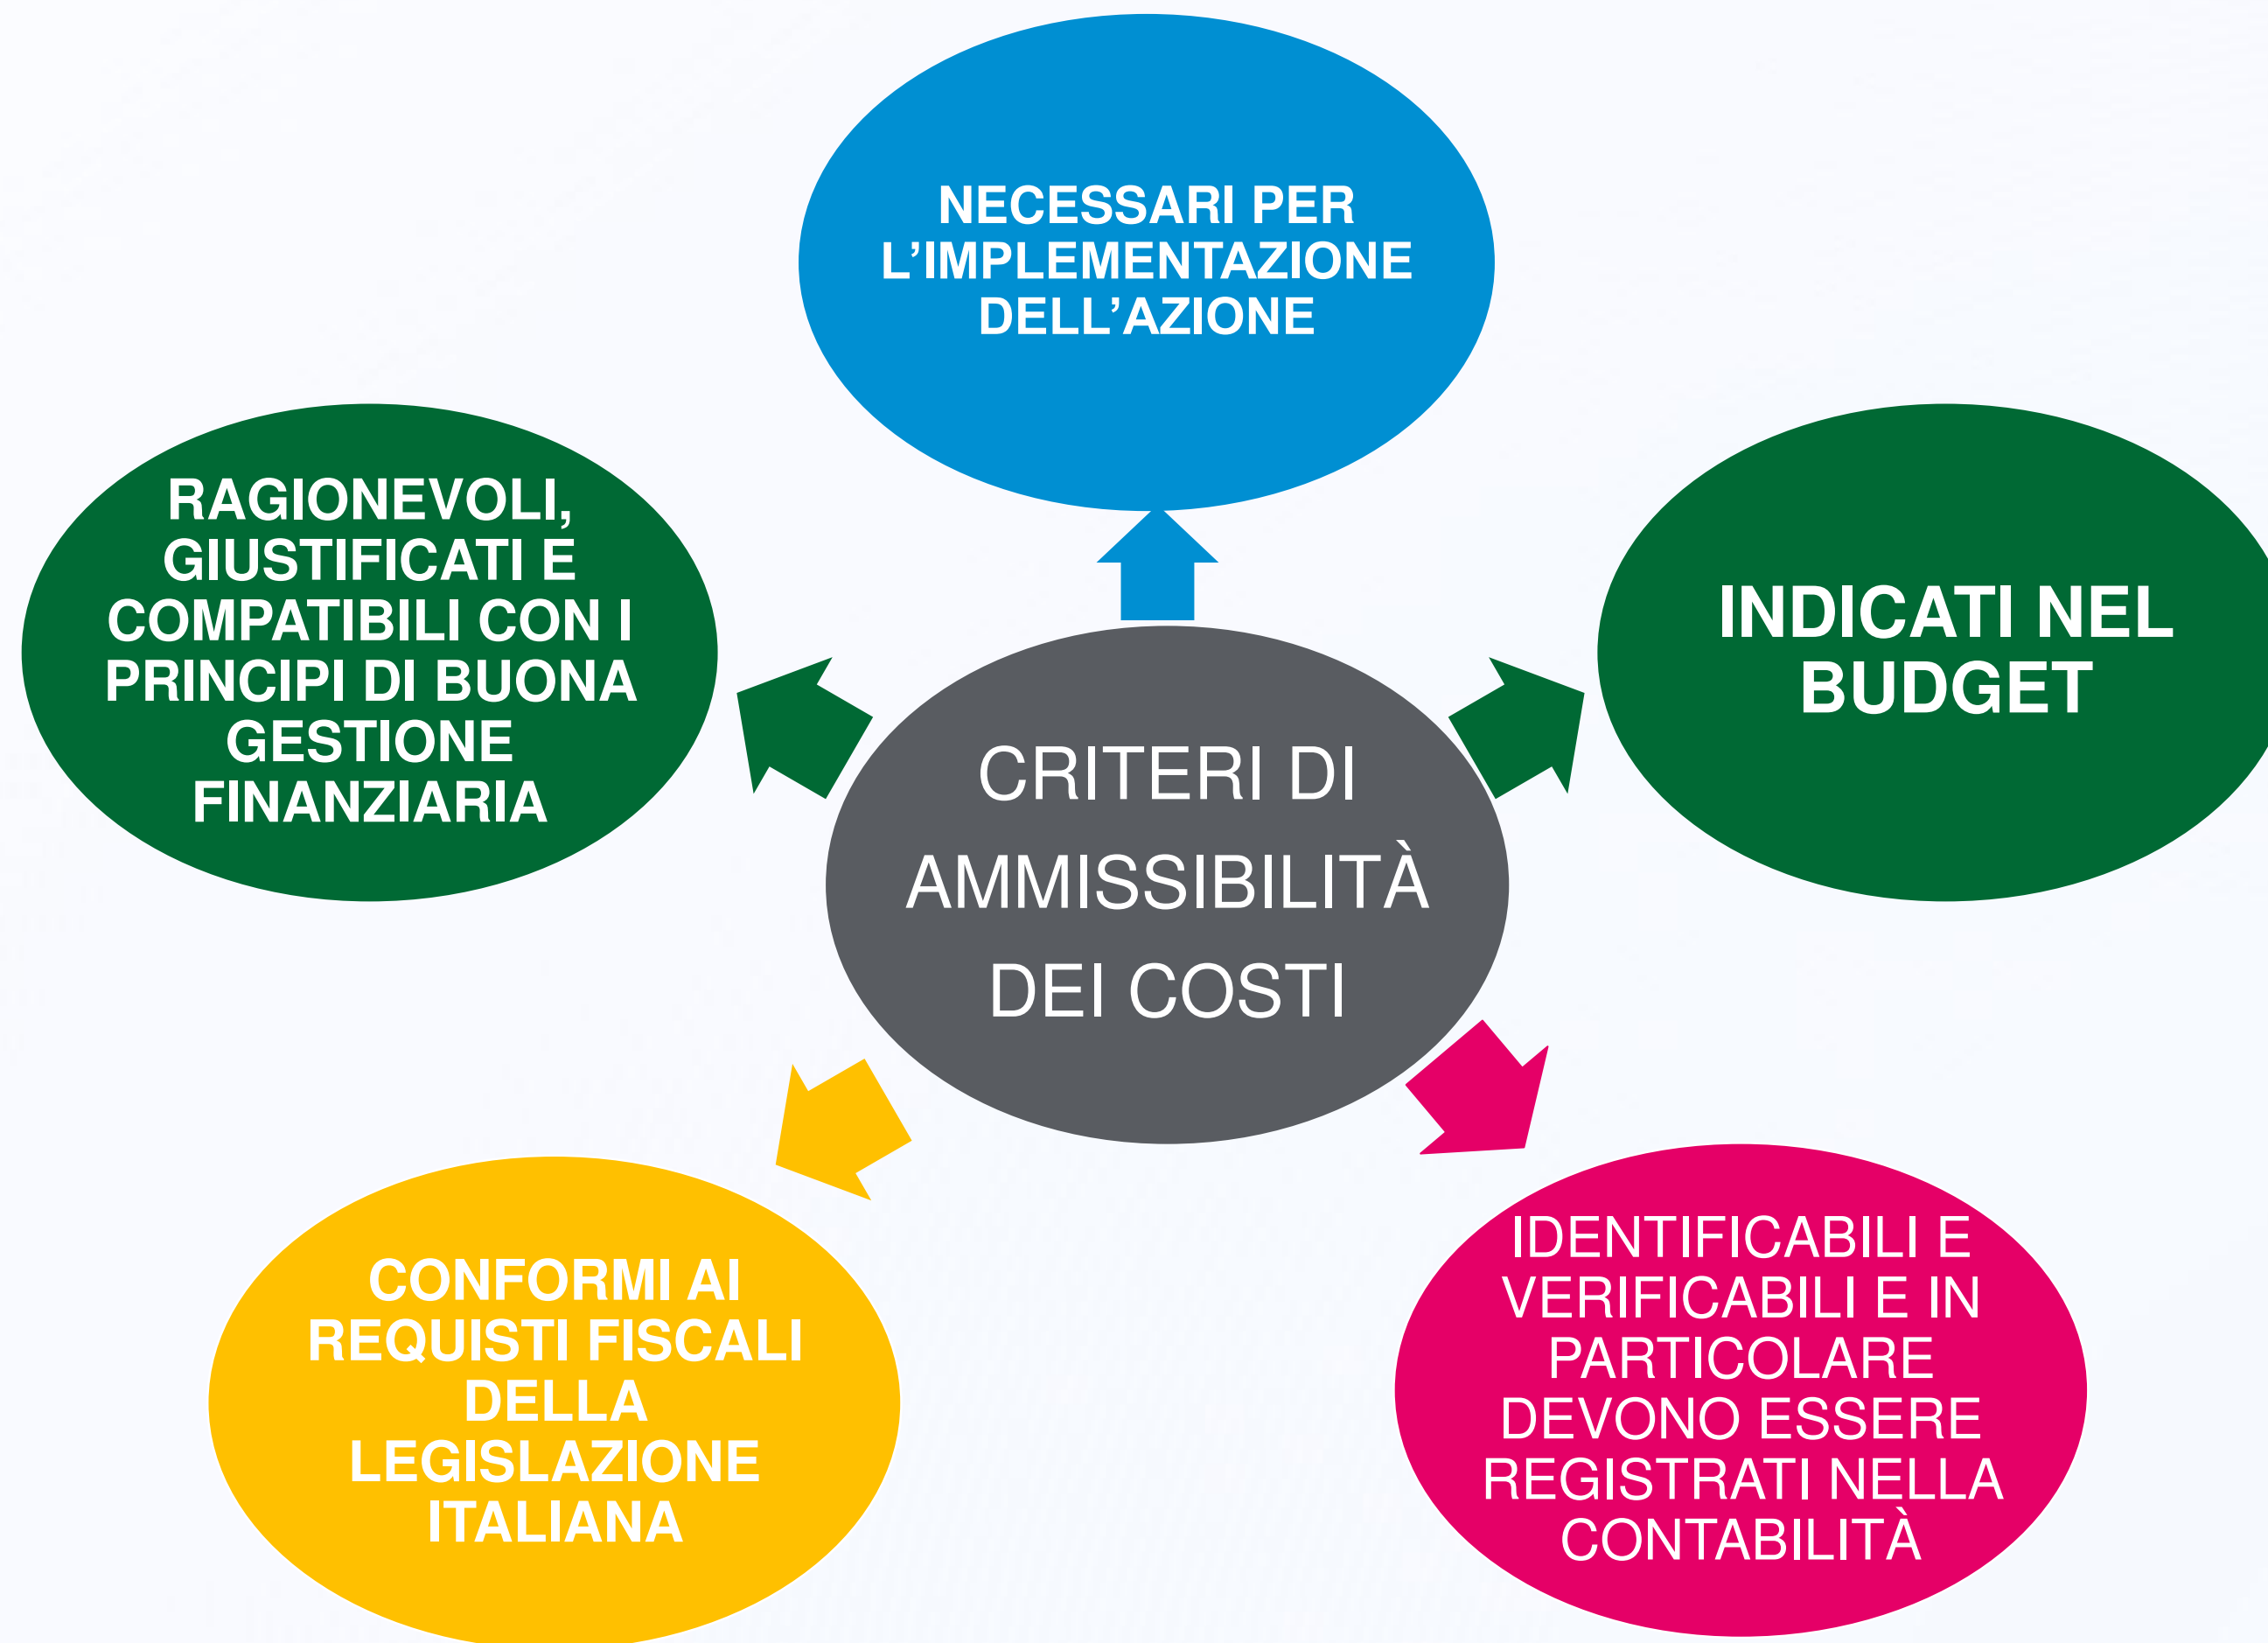 NECESSARI PER
L'IMPLEMENTAZIONE
DELL'AZIONE
RAGIONEVOLI,
GIUSTIFICATI E
COMPATIBILI CON I
PRINCIPI DI BUONA
GESTIONE
FINANZIARIA
INDICATI NEL
BUDGET
CRITERI DI
AMMISSIBILITÀ
DEI COSTI
CONFORMI AI
REQUISTI FISCALI
DELLA
LEGISLAZIONE
ITALIANA
IDENTIFICABILI E
VERIFICABILI E IN
PARTICOLARE
DEVONO ESSERE
REGISTRATI NELLA
CONTABILITÀ